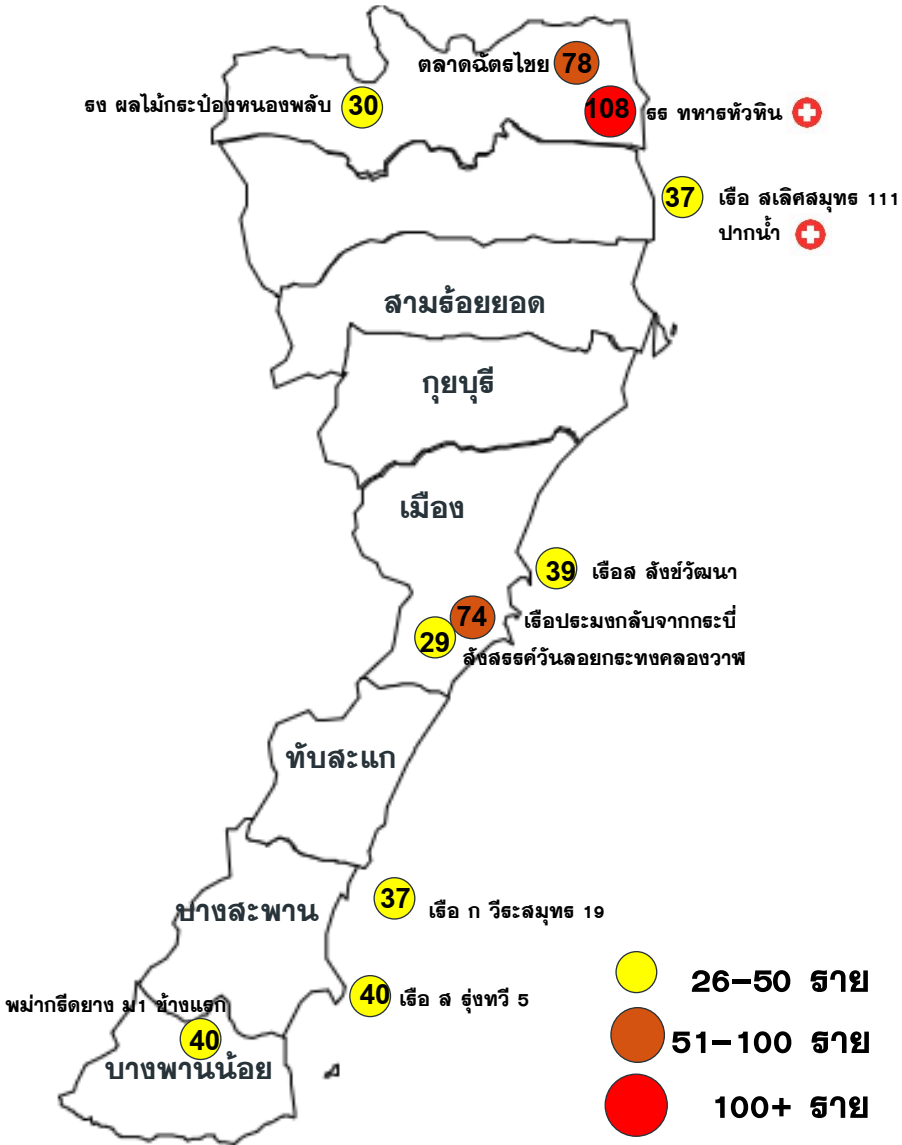 ตลาดฉัตรไชย 78
รง ผลไม้กระป๋องหนองพลับ 30
108 รร ทหารหัวหิน
37 เรือ สเลิศสมุทร 111
ปากน้ำ
สามร้อยยอด
กุยบุรี
เมือง
39 เรือส สังข์วัฒนา
74 เรือประมงกลับจากกระบี่
29 สังสรรค์วันลอยกระทงคลองวาฬ
ทับสะแก
37 เรือ ก วีระสมุทร 19
บางสะพาน
40 เรือ ส รุ่งทวี 5
พม่ากรีดยาง ม1 ช้างแรก
40
บางพานน้อย
26-50 ราย
51-100 ราย
100+ ราย